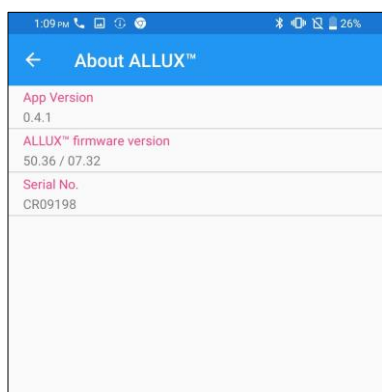 1:09 PM 26%
About ALLUX™
App Version
0.4.1
ALLUX™ firmware version
50.36 / 07.32
Serial No.
CR09198